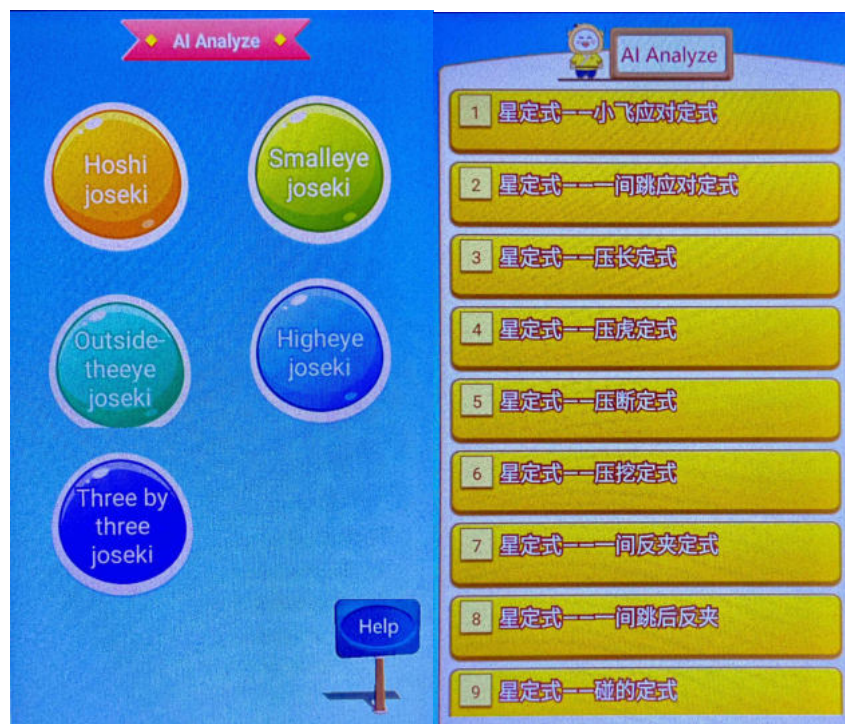 AI Analyze
Hoshi
joseki
Smalleye
joseki
Outside-
theeye
joseki
Higheye
joseki
Three by
three
joseki
Help
AI Analyze
1 星定式——小飞应对定式
2 星定式——一间跳应对定式
3 星定式——压长定式
4 星定式——压虎定式
5 星定式——压断定式
6 星定式——压挖定式
7 星定式——一间反夹定式
8 星定式——一间跳后反夹
9 星定式——碰的定式